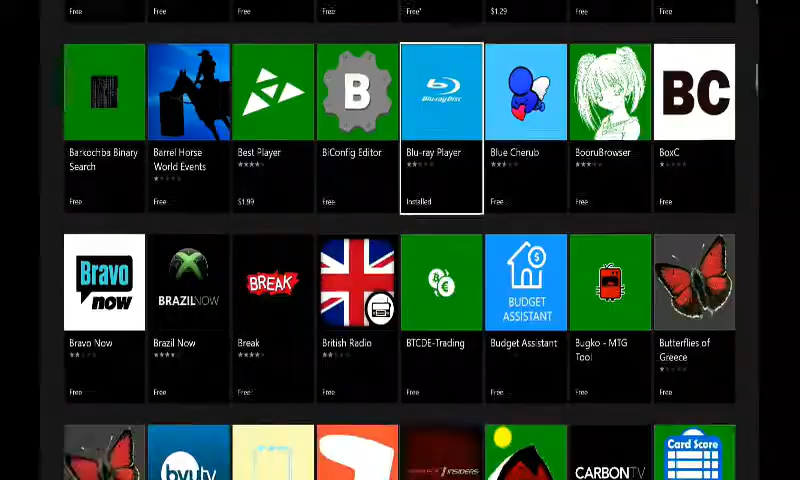 Free
Free
Free
Free
Free+
$1.29
Free
Free
B
Blu-ray Disc
BC
Barkochba Binary
Search
Free
Barrel Horse
World Events
Free
Best Player
$1.99
BIConfig Editor
Free
Blu-ray Player
Installed
Blue Cherub
Free
BooruBrowser
Free
BoxC
Free
Bravo
now
BRAZILNOW
BREAK
BUDGET
ASSISTANT
Bravo Now
Free
Brazil Now
Free
Break
Free
British Radio
Free
BTCDE-Trading
Free
Budget Assistant
Free
Bugko - MTG
Tool
Free
Butterflies of
Greece
Free
byutv
INSIDERS
CARBONTV
Card Score